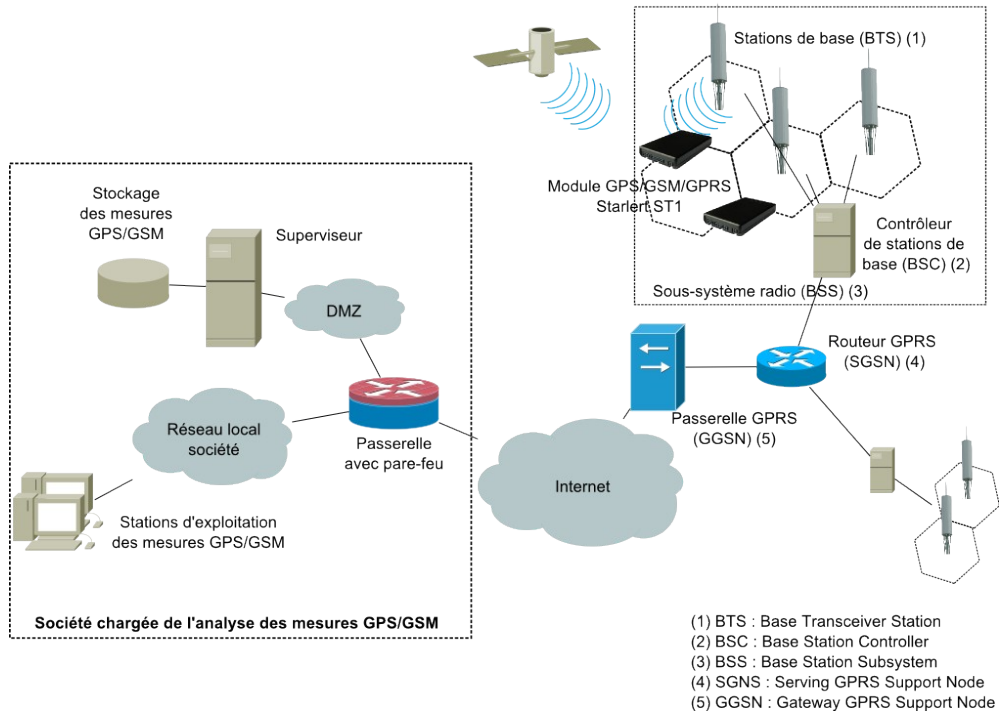 Stations de base (BTS) (1)
Module GPS/GSM/GPRS
Starlert ST1
Contrôleur
de stations de
base (BSC) (2)
Sous-système radio (BSS) (3)
Stockage
des mesures
GPS/GSM
Superviseur
DMZ
Routeur GPRS
(SGSN) (4)
Passerelle GPRS
(GGSN) (5)
Réseau local
société
Passerelle
avec pare-feu
Internet
Stations d'exploitation
des mesures GPS/GSM
Société chargée de l'analyse des mesures GPS/GSM
(1) BTS : Base Transceiver Station
(2) BSC : Base Station Controller
(3) BSS : Base Station Subsystem
(4) SGNS : Serving GPRS Support Node
(5) GGSN : Gateway GPRS Support Node